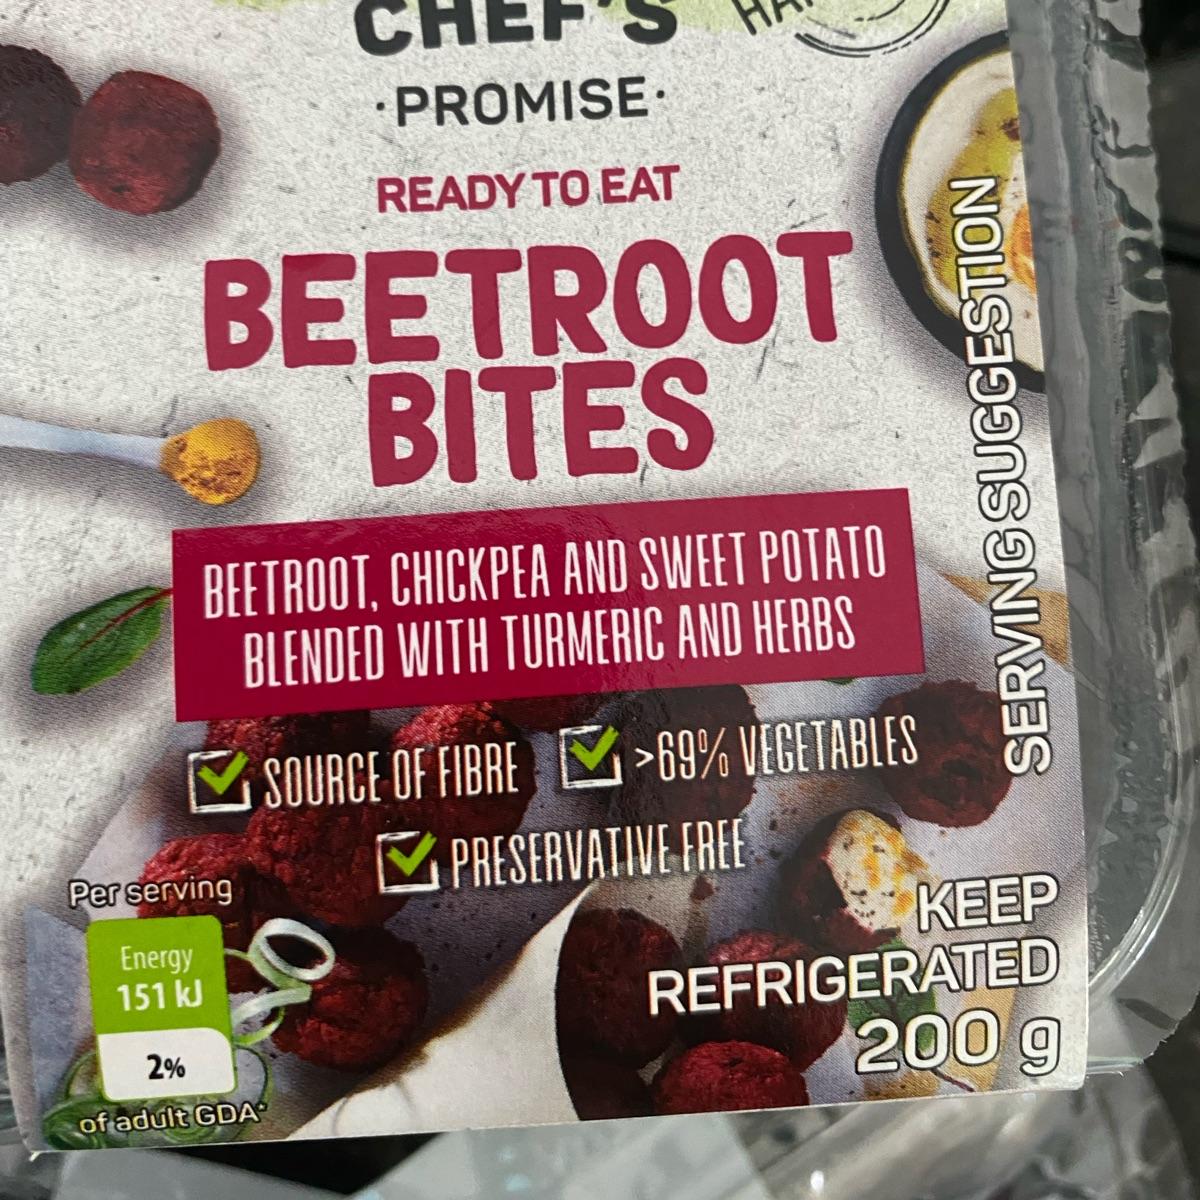 CHEF'S
·PROMISE·
READY TO EAT
BEETROOT
BITES
BEETROOT, CHICKPEA AND SWEET POTATO
BLENDED WITH TURMERIC AND HERBS
SOURCE OF FIBRE
>69% VEGETABLES
PRESERVATIVE FREE
SERVING SUGGESTION
Per serving
Energy
151 kJ
2%
of adult GDA*
KEEP
REFRIGERATED
200 g